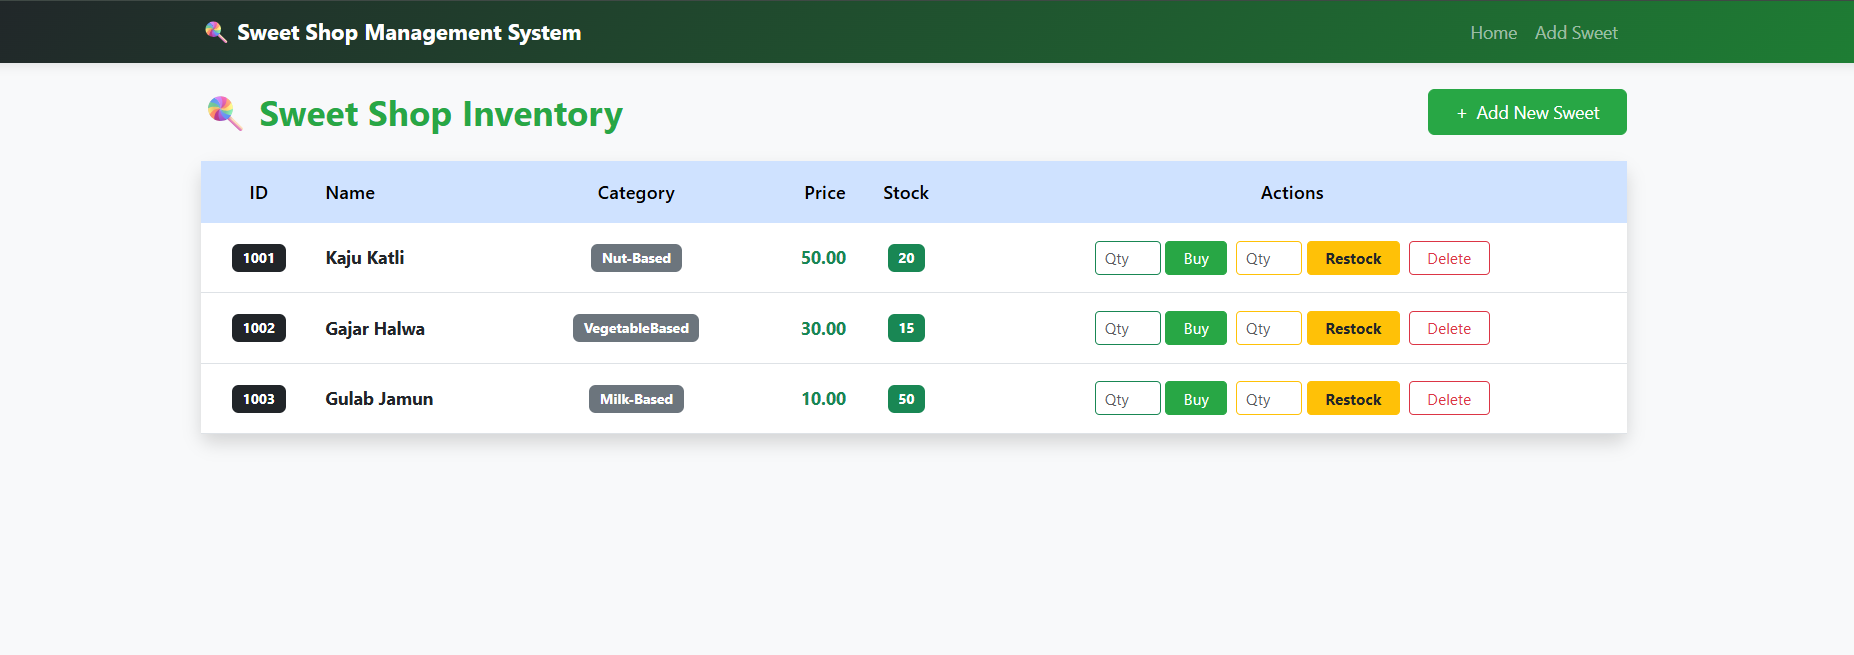 Sweet Shop Management System Home Add Sweet
Sweet Shop Inventory + Add New Sweet
ID Name Category Price Stock Actions
1001 Kaju Katli Nut-Based 50.00 20 Qty Buy Qty Restock Delete
1002 Gajar Halwa VegetableBased 30.00 15 Qty Buy Qty Restock Delete
1003 Gulab Jamun Milk-Based 10.00 50 Qty Buy Qty Restock Delete